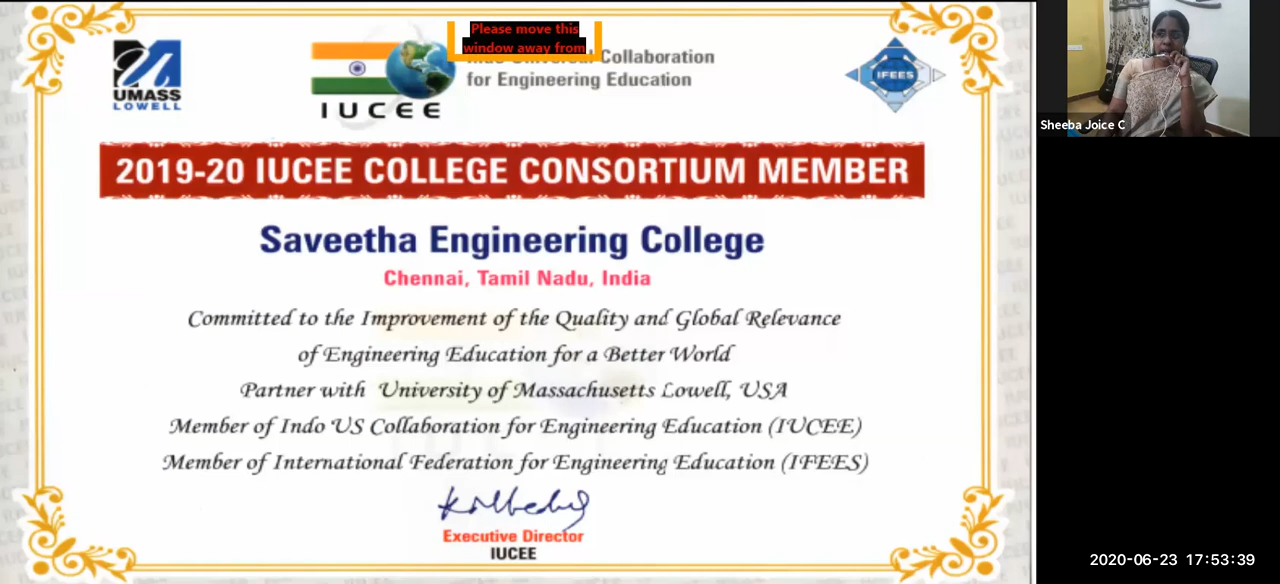 Please move this
window away from
UMASS
LOWELL
IUCEE
Collaboration
for Engineering Education
IFEES
2019-20 IUCEE COLLEGE CONSORTIUM MEMBER
Saveetha Engineering College
Chennai, Tamil Nadu, India
Committed to the Improvement of the Quality and Global Relevance
of Engineering Education for a Better World
Partner with University of Massachusetts Lowell, USA
Member of Indo US Collaboration for Engineering Education (IUCEE)
Member of International Federation for Engineering Education (IFEES)
Executive Director
IUCEE
Sheeba Joice C
2020-06-23 17:53:39